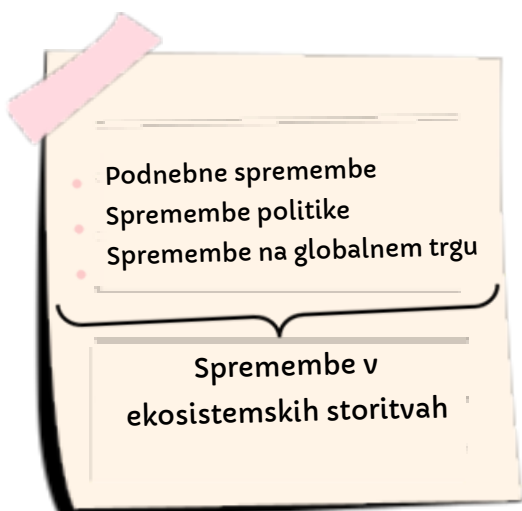 Podnebne spremembe
Spremembe politike
Spremembe na globalnem trgu
Spremembe v
ekosistemskih storitvah